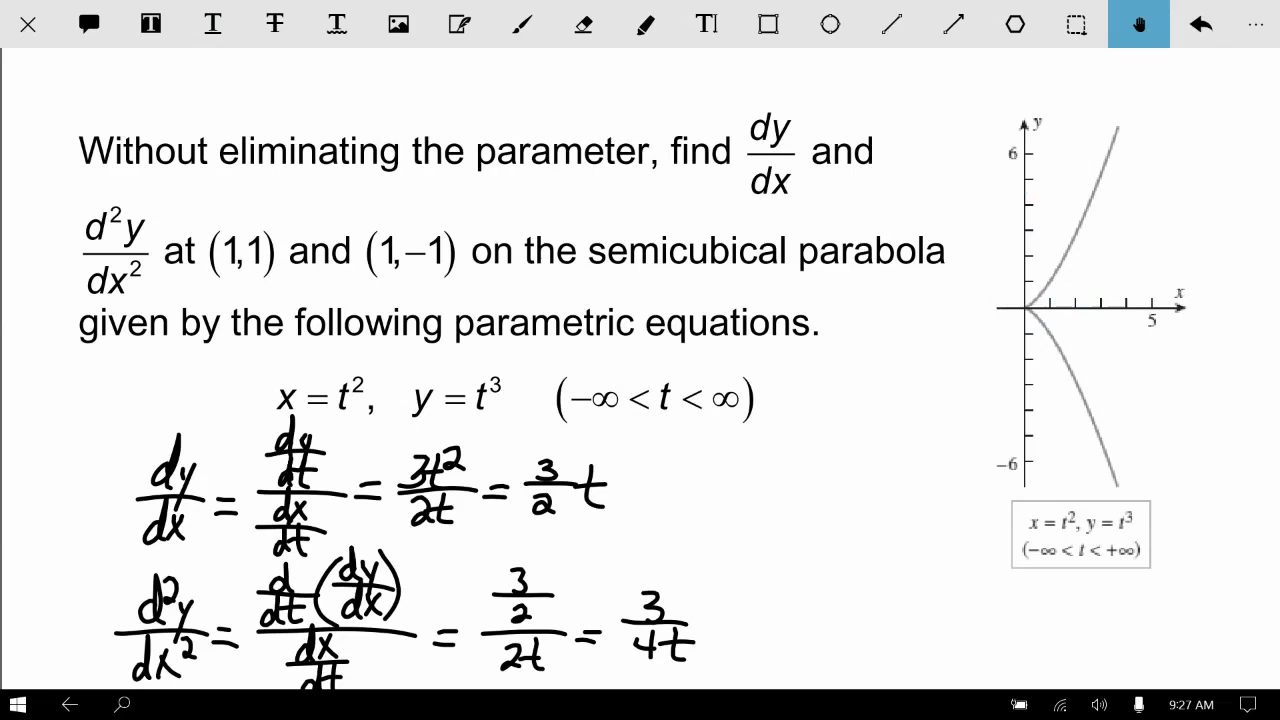 Without eliminating the parameter, find dy/dx and
d²y/dx² at (1,1) and (1,−1) on the semicubical parabola
given by the following parametric equations.
x = t², y = t³ (−∞ < t < ∞)
dy/dx = (dy/dt)/(dx/dt) = 3t²/2t = 3/2 t
d²y/dx² = (d/dt (dy/dx))/(dx/dt) = (3/2)/2t = 3/4t
y
6
x
5
−6
x = t², y = t³
(−∞ < t < +∞)
T
T
T
T
TI
9:27 AM